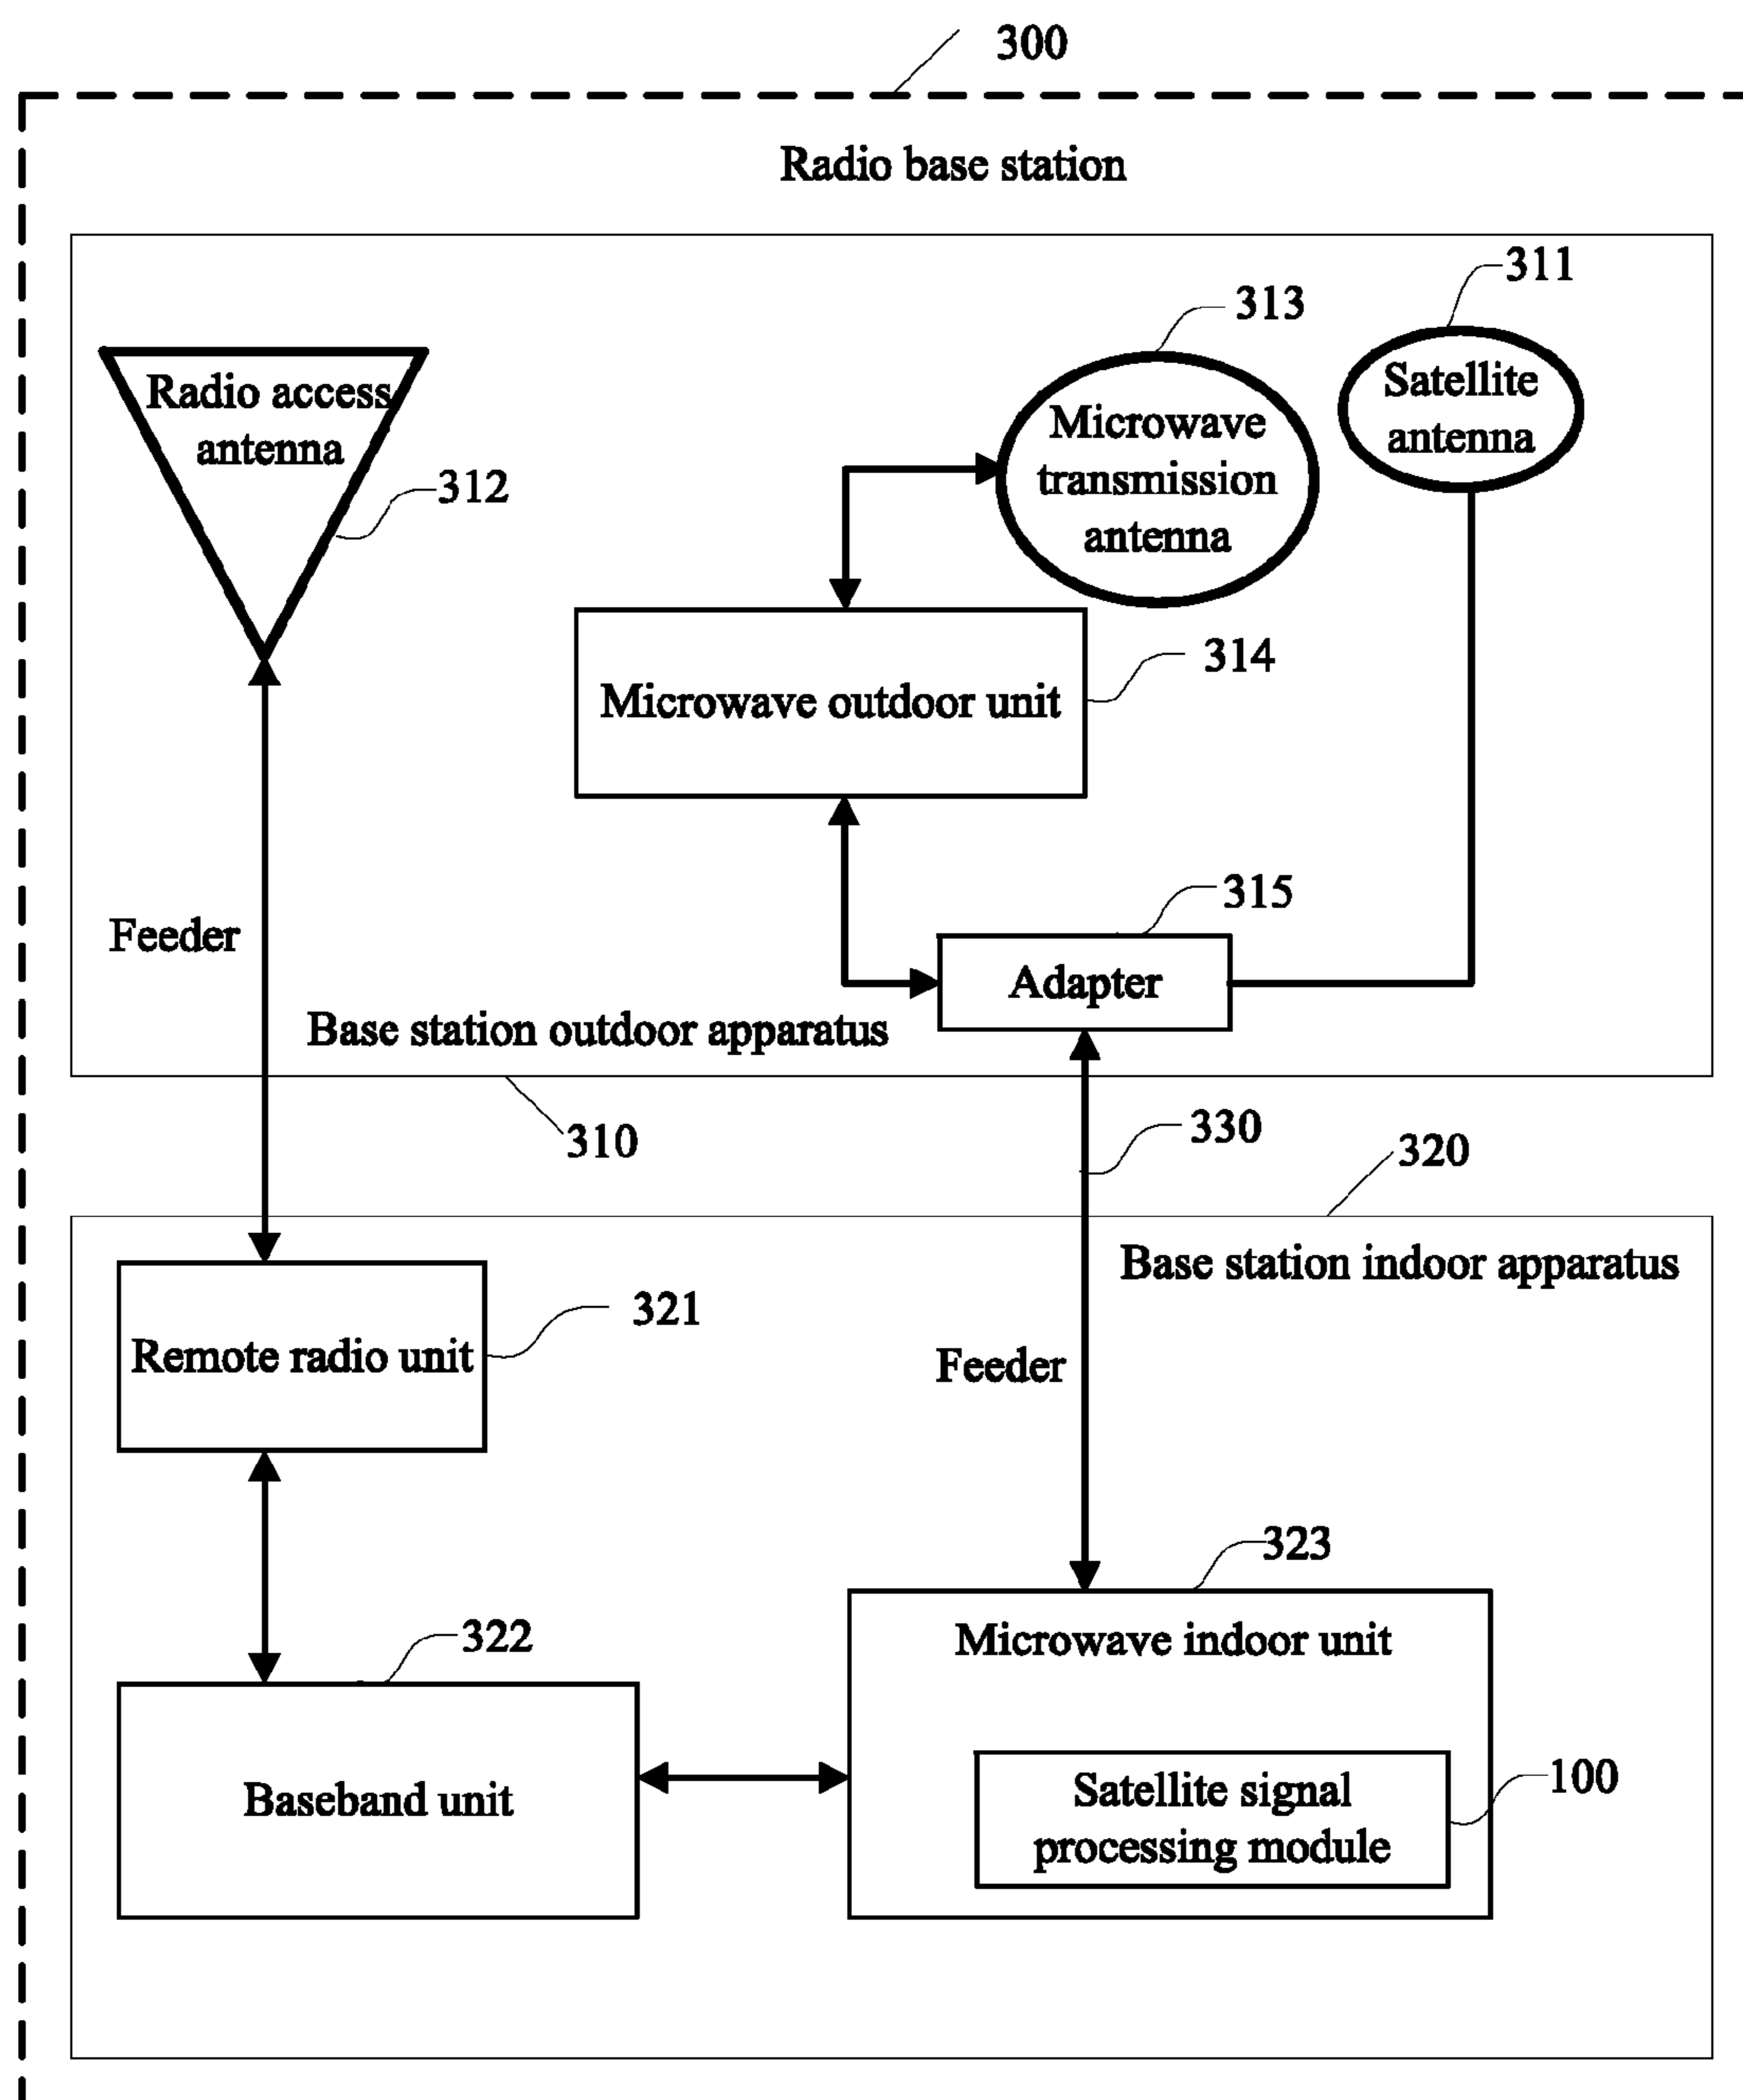 300
Radio base station
311
313
Radio access
antenna
312
Microwave
transmission
antenna
Satellite
antenna
314
Microwave outdoor unit
315
Feeder
Adapter
Base station outdoor apparatus
310
330
320
Base station indoor apparatus
321
Remote radio unit
Feeder
323
322
Microwave indoor unit
Baseband unit
Satellite signal
processing module
100